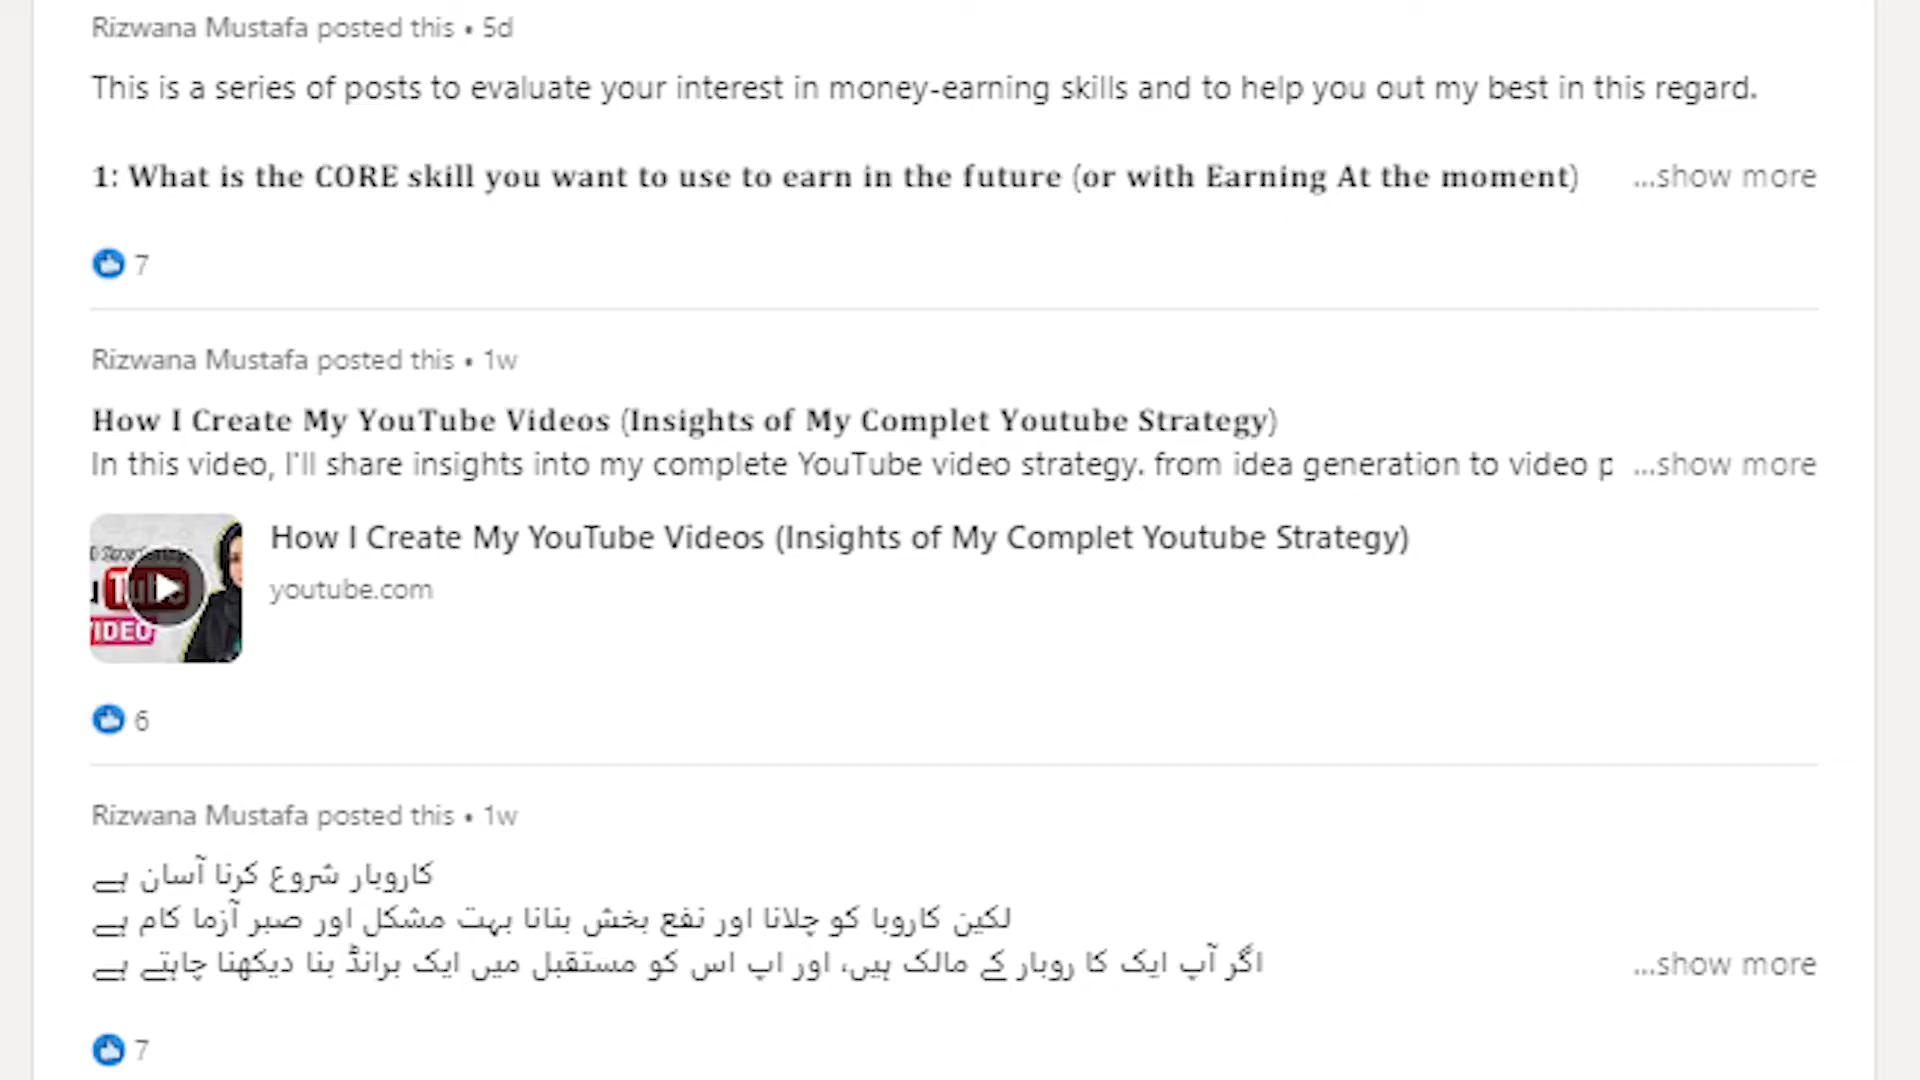 Rizwana Mustafa posted this • 5d
This is a series of posts to evaluate your interest in money-earning skills and to help you out my best in this regard.
1: What is the CORE skill you want to use to earn in the future (or with Earning At the moment) ...show more
7
Rizwana Mustafa posted this • 1w
How I Create My YouTube Videos (Insights of My Complet Youtube Strategy)
In this video, I'll share insights into my complete YouTube video strategy. from idea generation to video p ...show more
How I Create My YouTube Videos (Insights of My Complet Youtube Strategy)
youtube.com
Tube
VIDEO
6
Rizwana Mustafa posted this • 1w
کاروبار شروع کرنا آسان ہے
لکین کاروبا کو چلانا اور نفع بخش بنانا بہت مشکل اور صبر آزما کام ہے
اگر آپ ایک کا روبار کے مالک ہیں، اور اپ اس کو مستقبل میں ایک برانڈ بنا دیکھنا چاہتے ہے ...show more
7